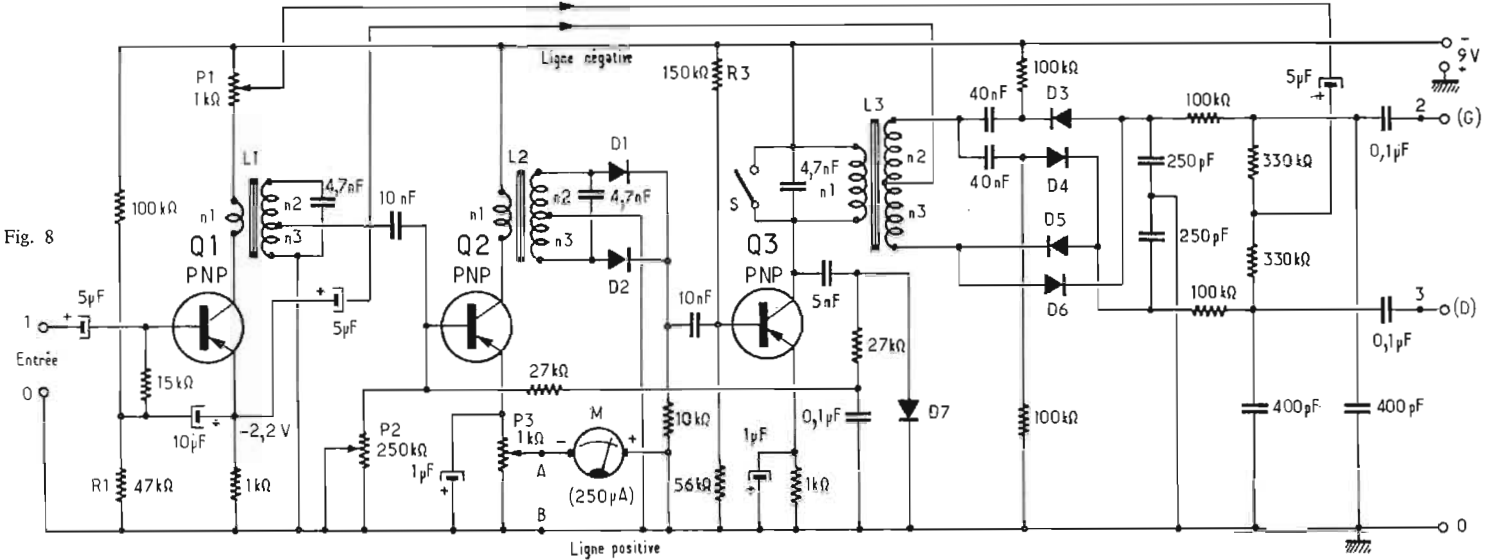 Fig. 8
P1
1kΩ
100kΩ
L1
n1
n2
n3
4,7nF
Q1
PNP
5µF
1
Entrée
0
15kΩ
10µF
-2,2 V
R1
47kΩ
1kΩ
5µF
10 nF
Ligne négative
L2
n1
n2
n3
D1
4,7nF
D2
Q2
PNP
27kΩ
P2
250kΩ
1µF
P3
1kΩ
A
M
(250µA)
B
Ligne positive
10nF
10kΩ
150kΩ
R3
56kΩ
Q3
PNP
S
4,7nF
n1
L3
n2
n3
5nF
27kΩ
0,1µF
D7
1µF
1kΩ
40nF
40nF
100kΩ
D3
D4
D5
D6
100kΩ
250pF
250pF
100kΩ
100kΩ
330kΩ
330kΩ
5µF
-
9V
+
2
(G)
0,1µF
3
(D)
0,1µF
400pF
400pF
0